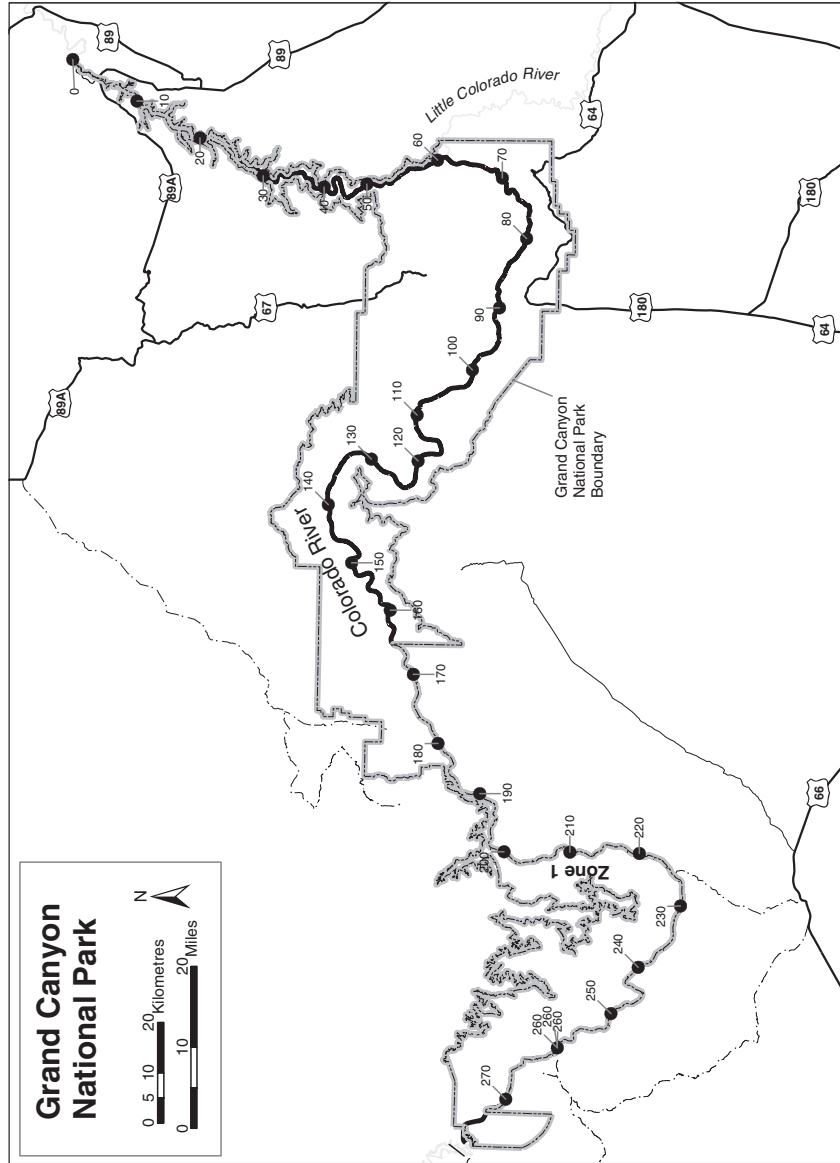 Grand Canyon
National Park
N
0 5 10 20
Kilometres
0 10 20
Miles
89
89
89A
89A
67
64
64
180
180
66
Little Colorado River
Colorado River
Grand Canyon
National Park
Boundary
Zone 1
0
10
20
30
40
50
60
70
80
90
100
110
120
130
140
150
160
170
180
190
200
210
220
230
240
250
260
260
260
270